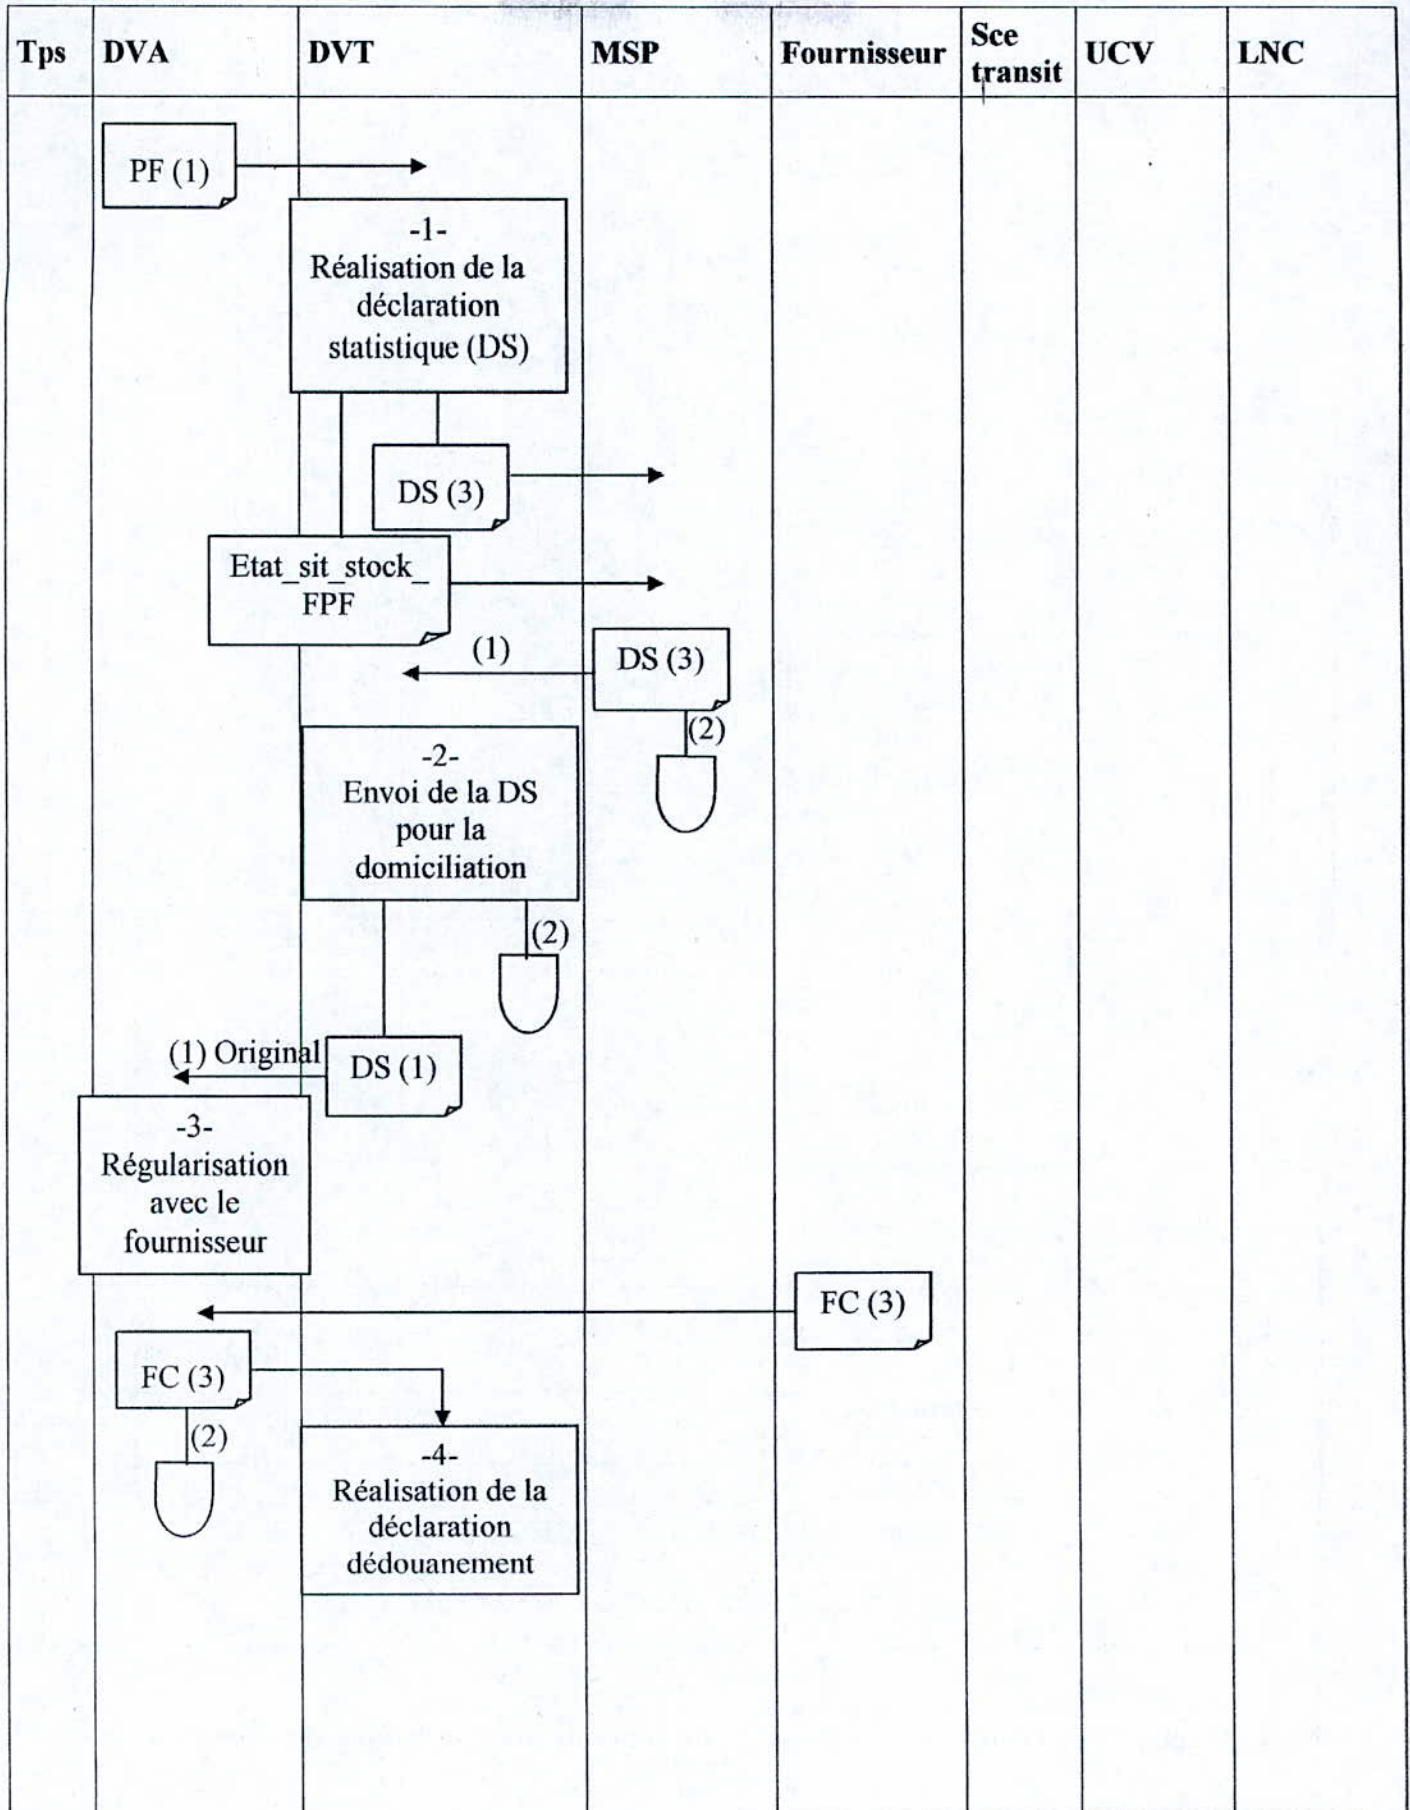 Tps DVA DVT MSP Fournisseur Sce transit UCV LNC
PF (1)
-1-
Réalisation de la
déclaration
statistique (DS)
DS (3)
Etat_sit_stock_
FPF
(1)
DS (3)
(2)
-2-
Envoi de la DS
pour la
domiciliation
(2)
(1) Original
DS (1)
-3-
Régularisation
avec le
fournisseur
FC (3)
FC (3)
(2)
-4-
Réalisation de la
déclaration
dédouanement